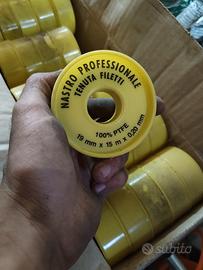 NASTRO PROFESSIONALE
TENUTA FILETTI
100% PTFE
19 mm x 15 m x 0,20 mm
subito